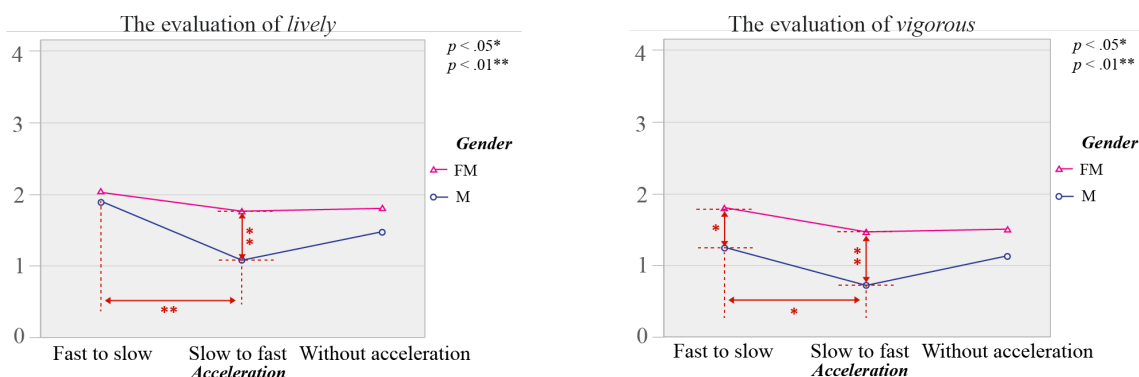 The evaluation of lively
4
3
2
1
0
p < .05*
p < .01**
Gender
FM
M
**
**
Fast to slow
Slow to fast
Without acceleration
Acceleration
The evaluation of vigorous
4
3
2
1
0
p < .05*
p < .01**
Gender
FM
M
*
**
*
Fast to slow
Slow to fast
Without acceleration
Acceleration